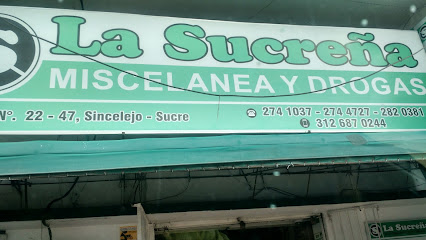 La Sucreña
MISCELANEA Y DROGAS
N°. 22 - 47, Sincelejo - Sucre
274 1037 - 274 4727 - 282 0381
312 687 0244
La Sucreña